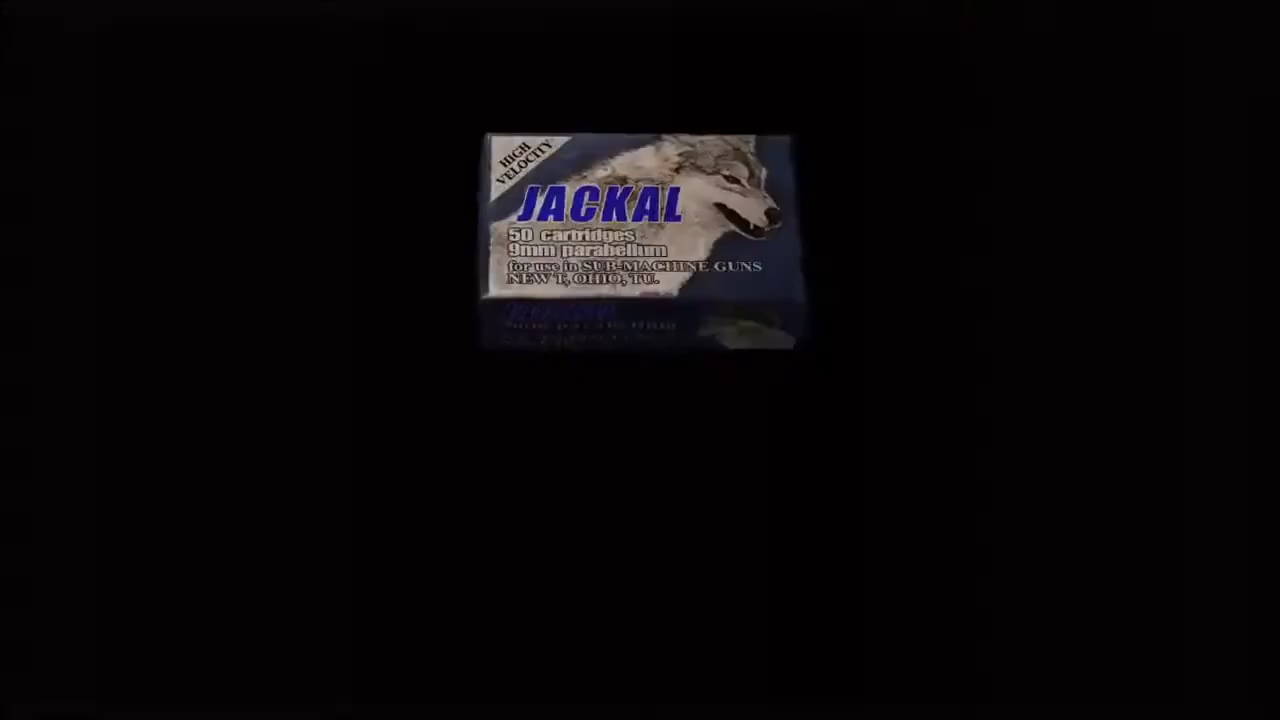 HIGH
VELOCITY
JACKAL
50 cartridges
9mm parabellum
for use in SUB-MACHINE GUNS
NEW T, OHIO, TU.